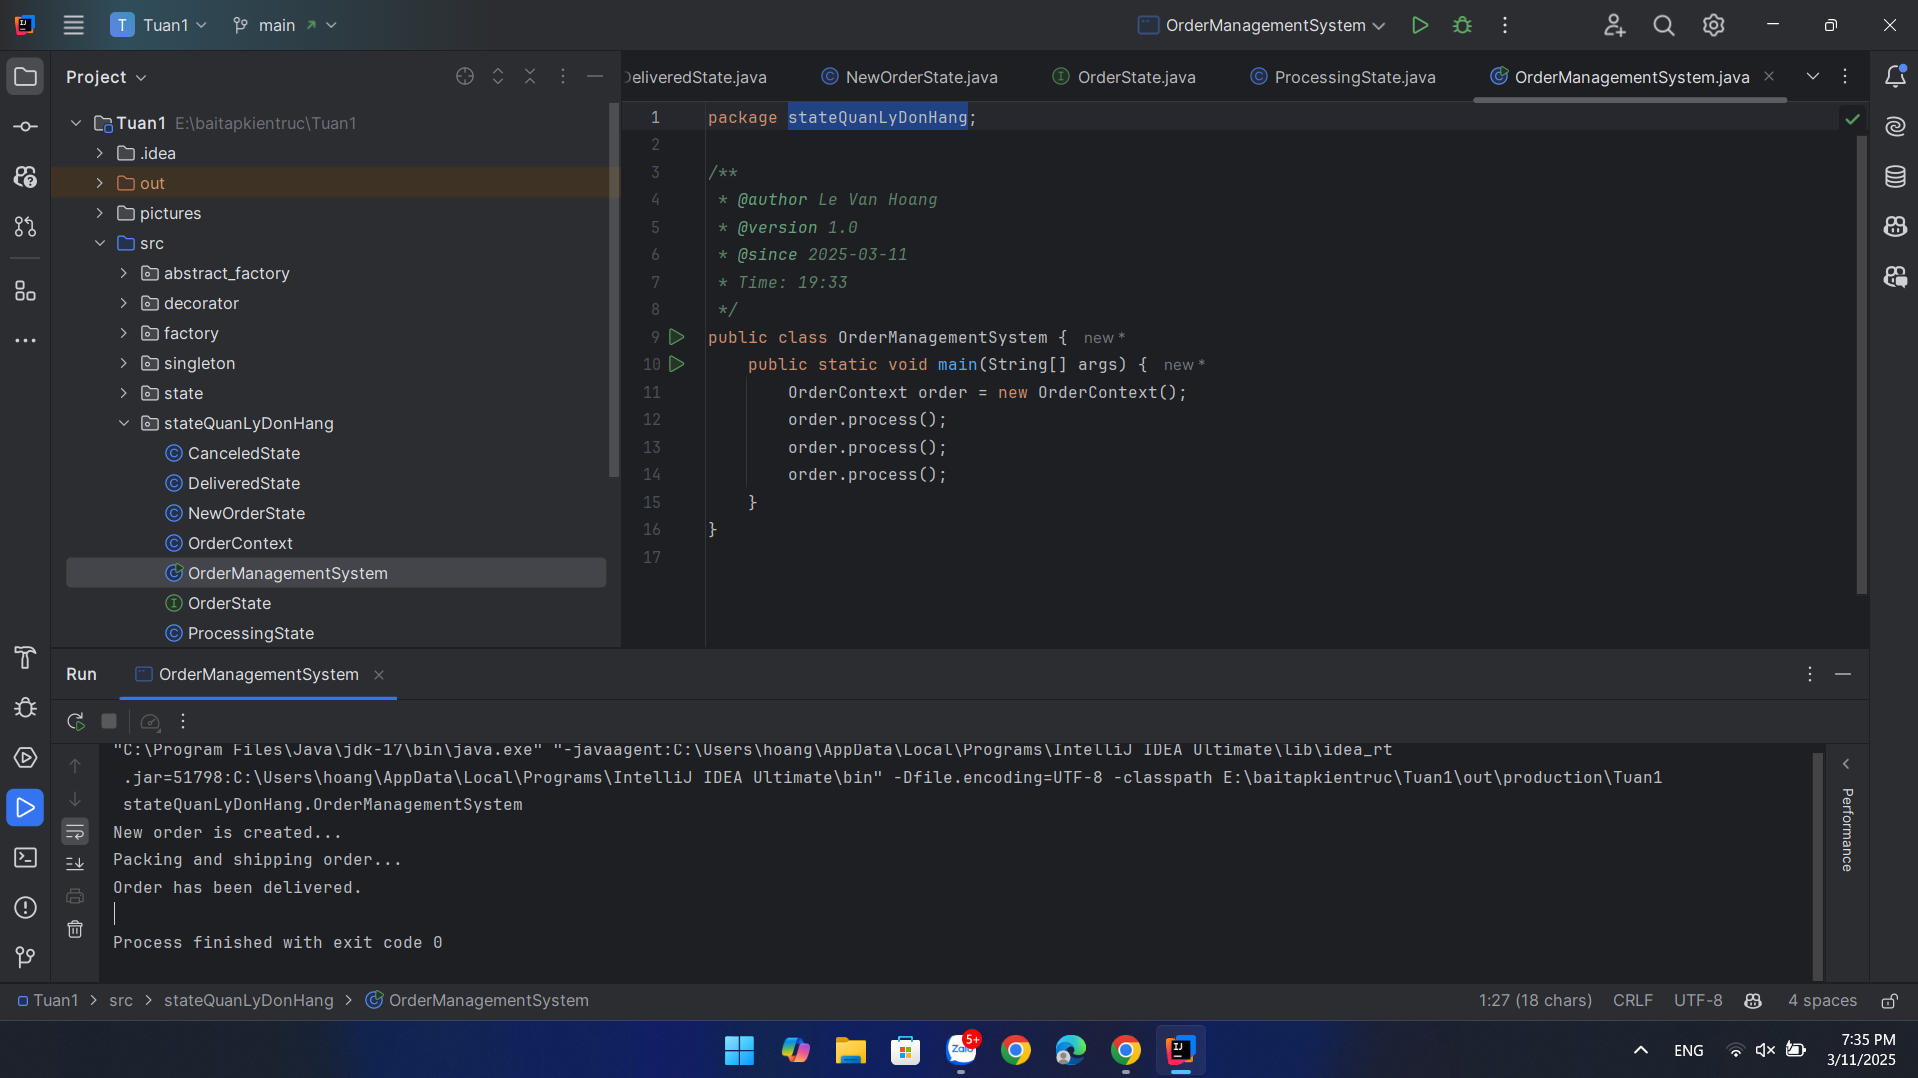 T Tuan1 main OrderManagementSystem
Project
Tuan1 E:\baitapkientruc\Tuan1
.idea
out
pictures
src
abstract_factory
decorator
factory
singleton
state
stateQuanLyDonHang
CanceledState
DeliveredState
NewOrderState
OrderContext
OrderManagementSystem
OrderState
ProcessingState
DeliveredState.java NewOrderState.java OrderState.java ProcessingState.java OrderManagementSystem.java
1 package stateQuanLyDonHang;
2
3 /**
4 * @author Le Van Hoang
5 * @version 1.0
6 * @since 2025-03-11
7 * Time: 19:33
8 */
9 public class OrderManagementSystem { new *
10 public static void main(String[] args) { new *
11 OrderContext order = new OrderContext();
12 order.process();
13 order.process();
14 order.process();
15 }
16 }
17
Run OrderManagementSystem
"C:\Program Files\Java\jdk-17\bin\java.exe" "-javaagent:C:\Users\hoang\AppData\Local\Programs\IntelliJ IDEA Ultimate\lib\idea_rt
.jar=51798:C:\Users\hoang\AppData\Local\Programs\IntelliJ IDEA Ultimate\bin" -Dfile.encoding=UTF-8 -classpath E:\baitapkientruc\Tuan1\out\production\Tuan1
stateQuanLyDonHang.OrderManagementSystem
New order is created...
Packing and shipping order...
Order has been delivered.
Process finished with exit code 0
Performance
Tuan1 > src > stateQuanLyDonHang > OrderManagementSystem
1:27 (18 chars) CRLF UTF-8 4 spaces
Zalo 5+
ENG
7:35 PM
3/11/2025